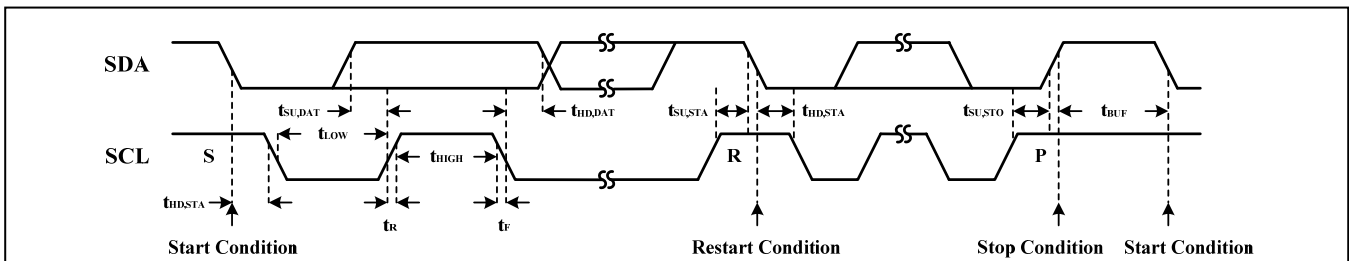 SDA
tSU,DAT
tHD,DAT
tSU,STA
tHD,STA
tSU,STO
tBUF
tLOW
SCL
S
tHIGH
R
P
tHD,STA
tR
tF
Start Condition
Restart Condition
Stop Condition
Start Condition